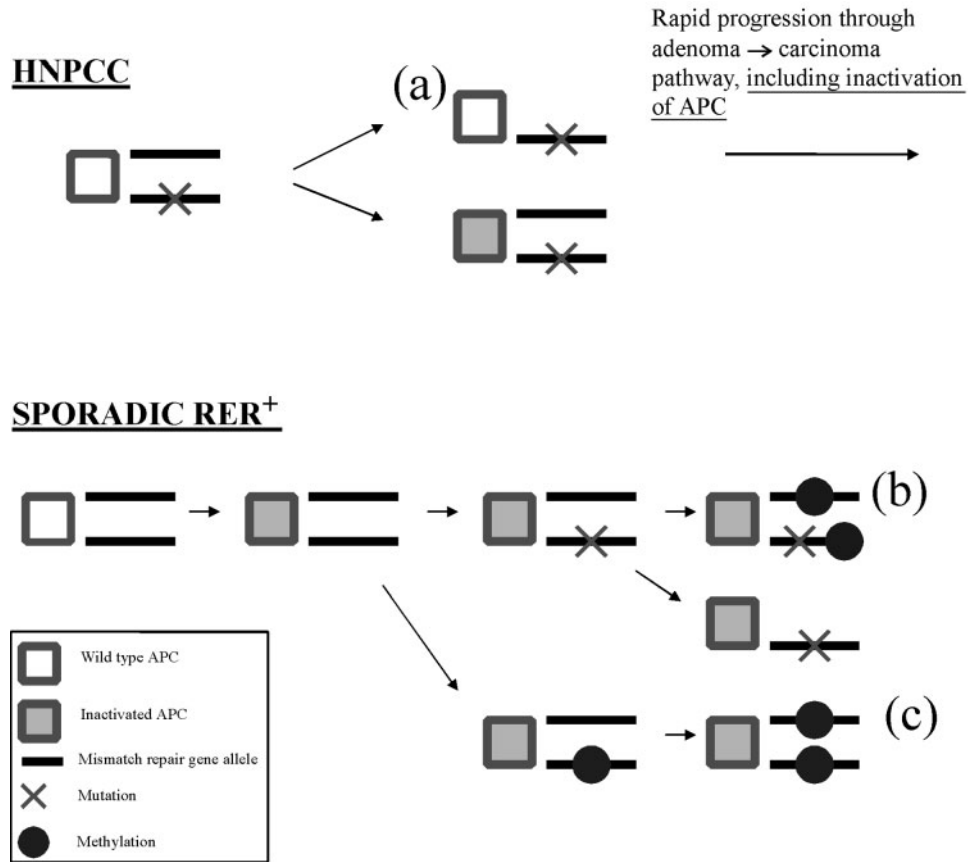 HNPCC
(a)
Rapid progression through
adenoma → carcinoma
pathway, including inactivation
of APC
SPORADIC RER+
(b)
(c)
Wild type APC
Inactivated APC
Mismatch repair gene allele
Mutation
Methylation